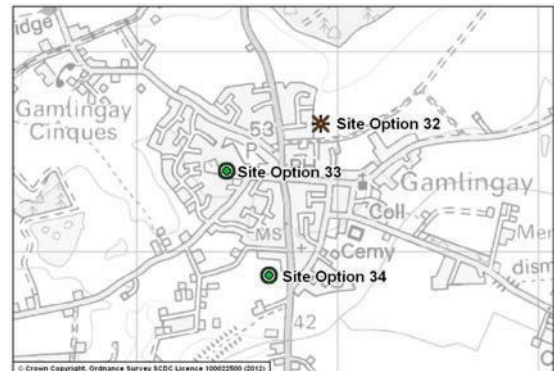 idge
Gamlingay
Cinques
53
P
Site Option 32
Site Option 33
Gamlingay
Coll
MS
Cemy
Mer
dism
Site Option 34
42
© Crown Copyright, Ordnance Survey SCDC Licence 100022500 (2012)